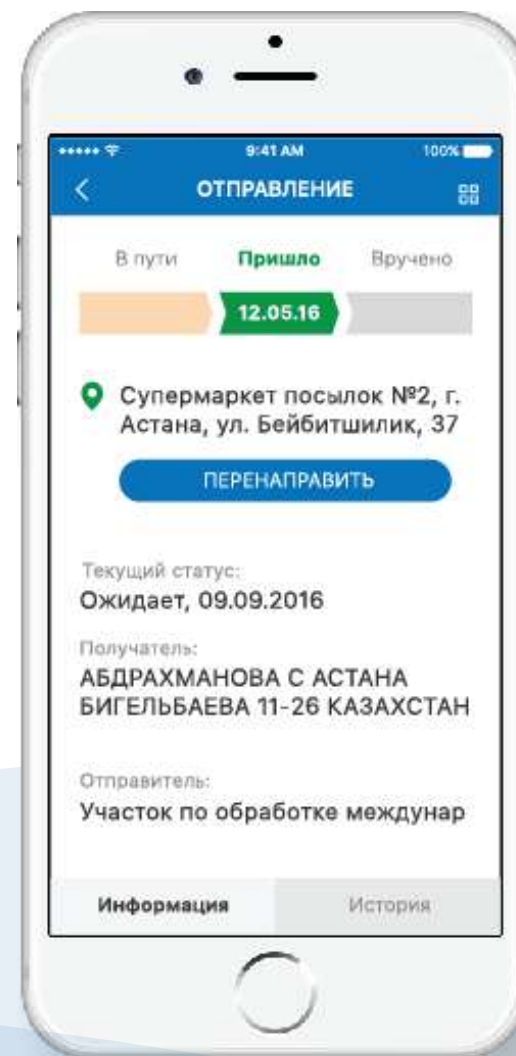 9:41 AM 100%
ОТПРАВЛЕНИЕ
В пути Пришло Вручено
12.05.16
Супермаркет посылок №2, г.
Астана, ул. Бейбитшилик, 37
ПЕРЕНАПРАВИТЬ
Текущий статус:
Ожидает, 09.09.2016
Получатель:
АБДРАХМАНОВА С АСТАНА
БИГЕЛЬБАЕВА 11-26 КАЗАХСТАН
Отправитель:
Участок по обработке междунар
Информация История